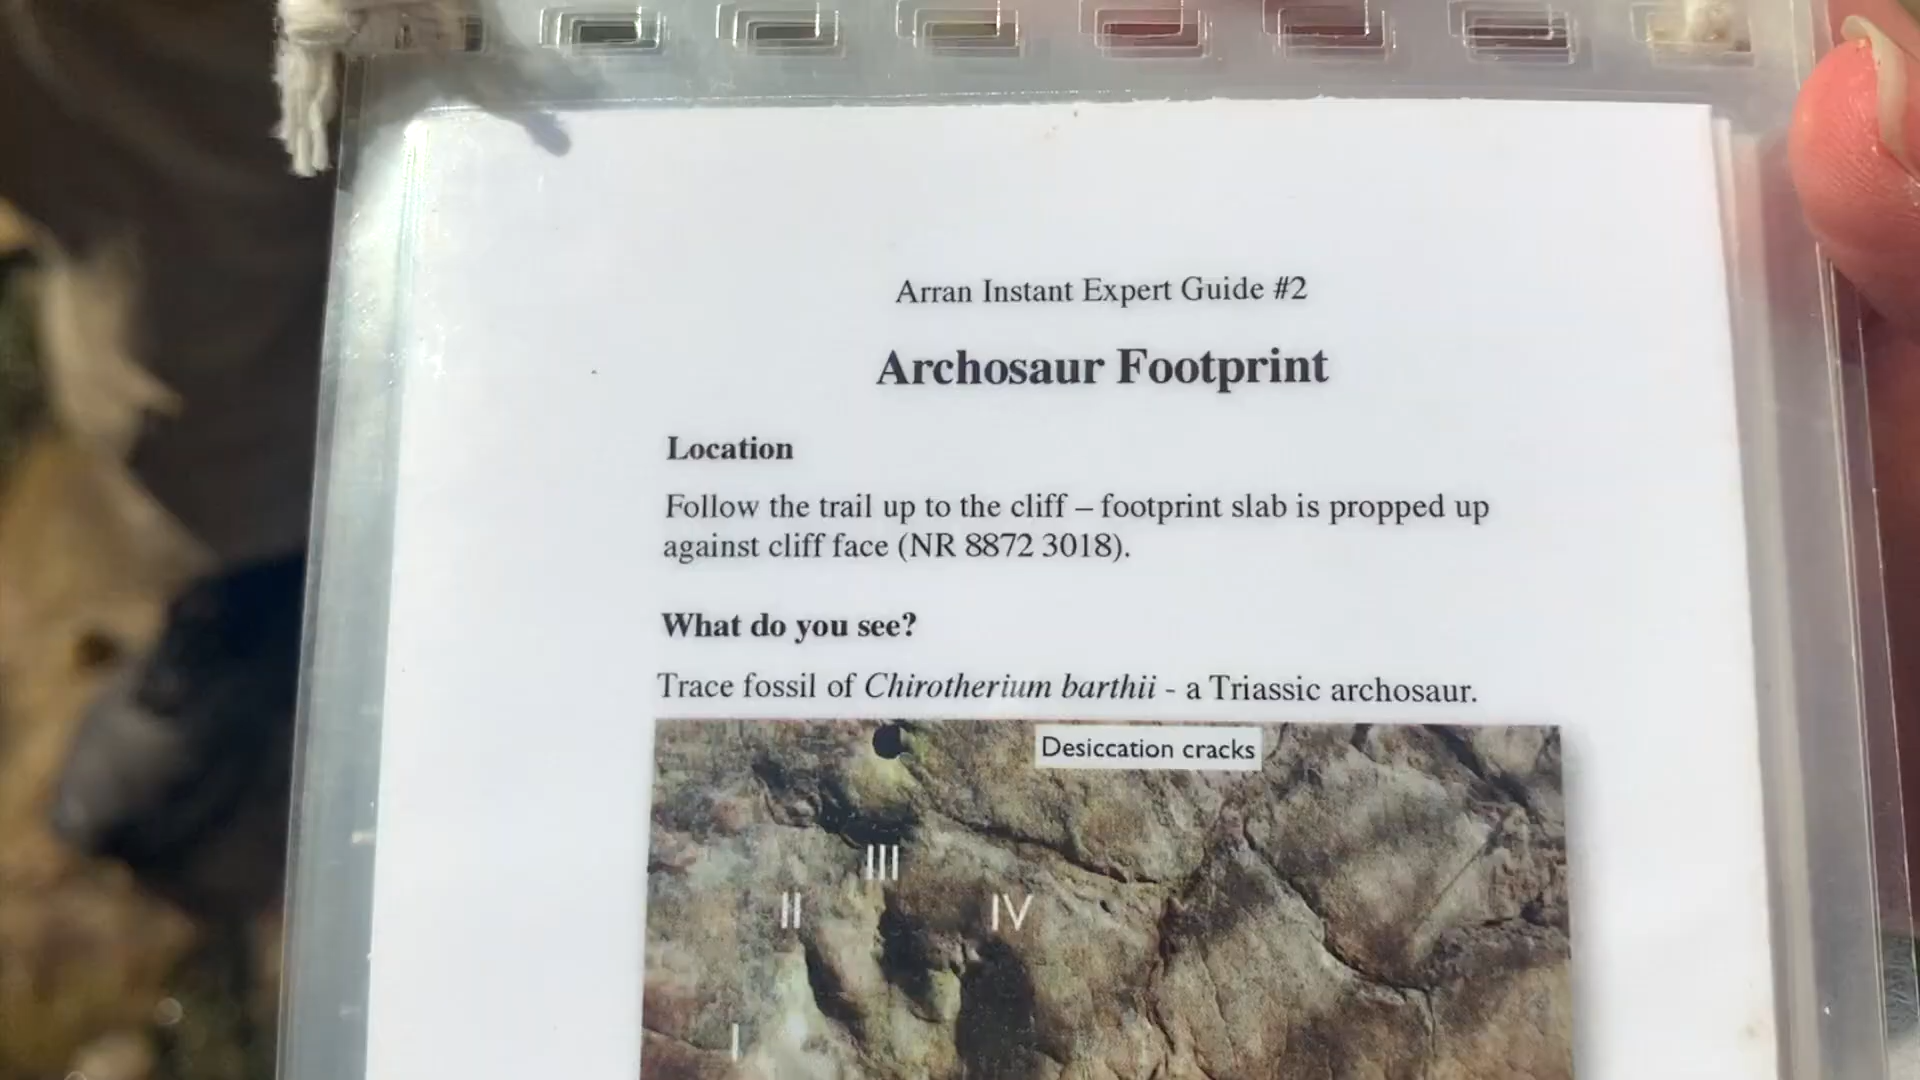 Arran Instant Expert Guide #2
Archosaur Footprint
Location
Follow the trail up to the cliff – footprint slab is propped up
against cliff face (NR 8872 3018).
What do you see?
Trace fossil of Chirotherium barthii - a Triassic archosaur.
Desiccation cracks
III
II
IV
I